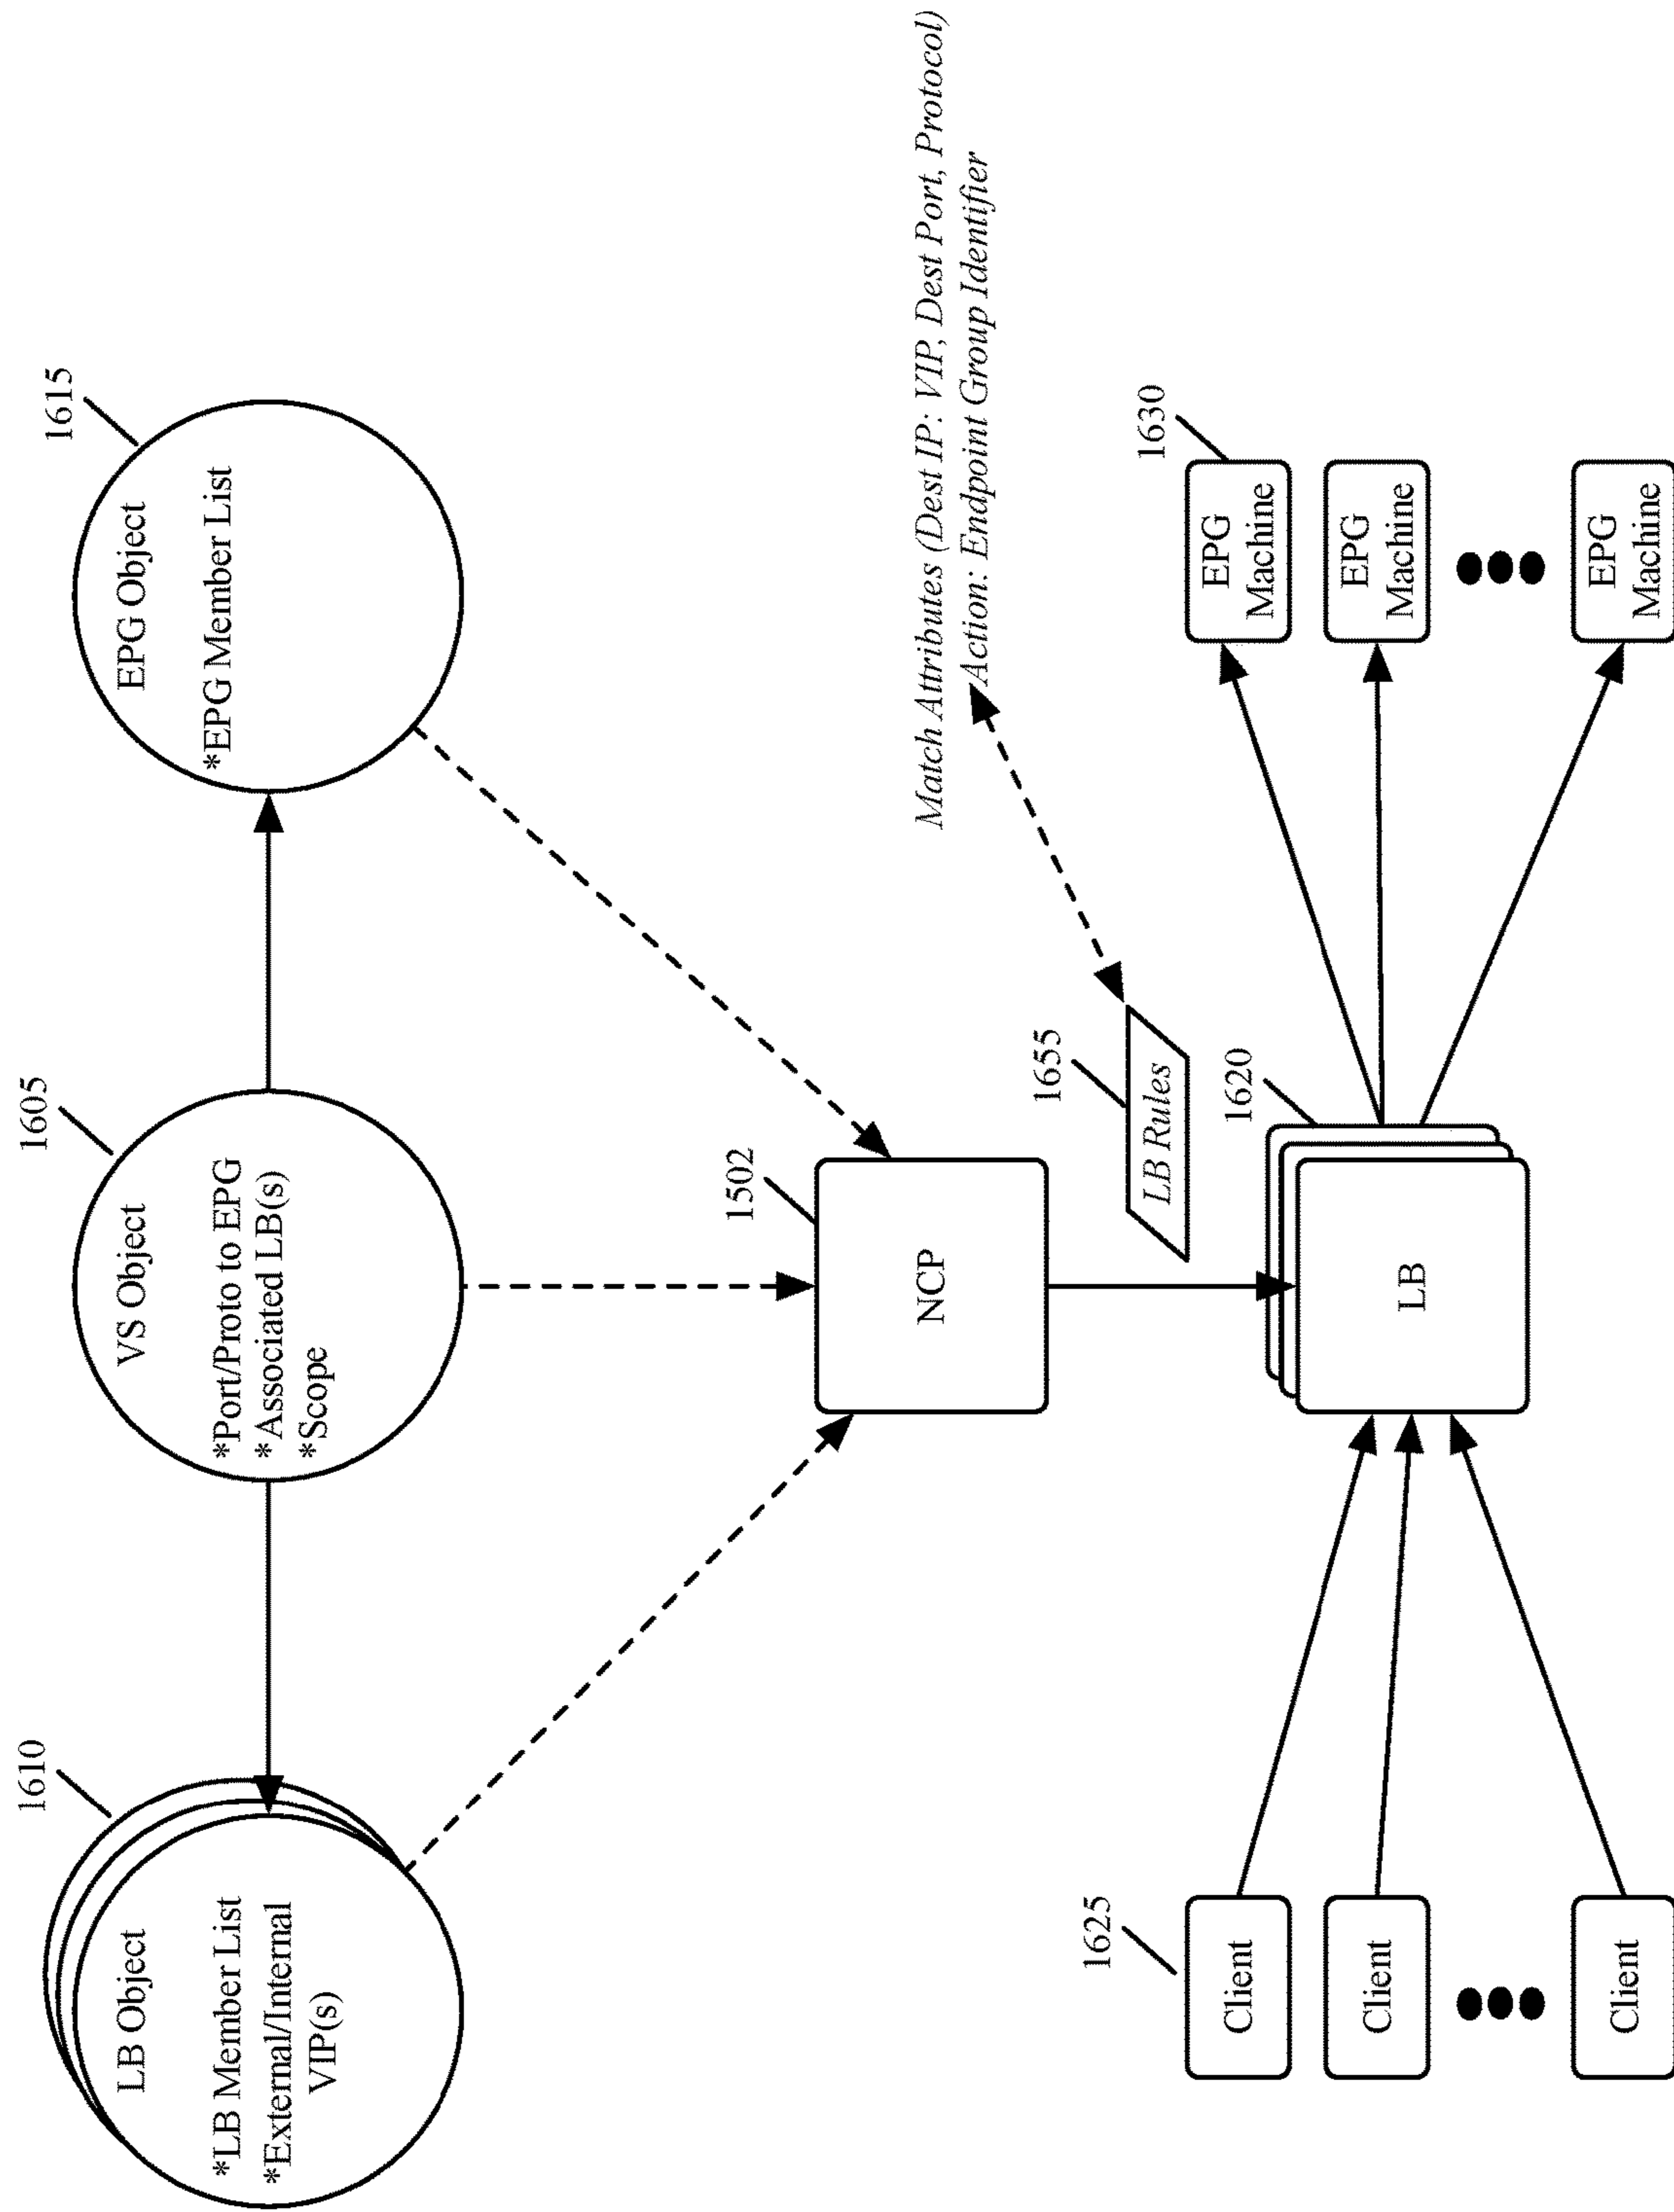 1610
LB Object
*LB Member List
*External/Internal
VIP(s)
1605
VS Object
*Port/Proto to EPG
*Associated LB(s)
*Scope
1615
EPG Object
*EPG Member List
1502
NCP
Match Attributes (Dest IP: VIP, Dest Port, Protocol)
Action: Endpoint Group Identifier
1655
LB Rules
1620
LB
1625
Client
Client
Client
1630
EPG
Machine
EPG
Machine
EPG
Machine